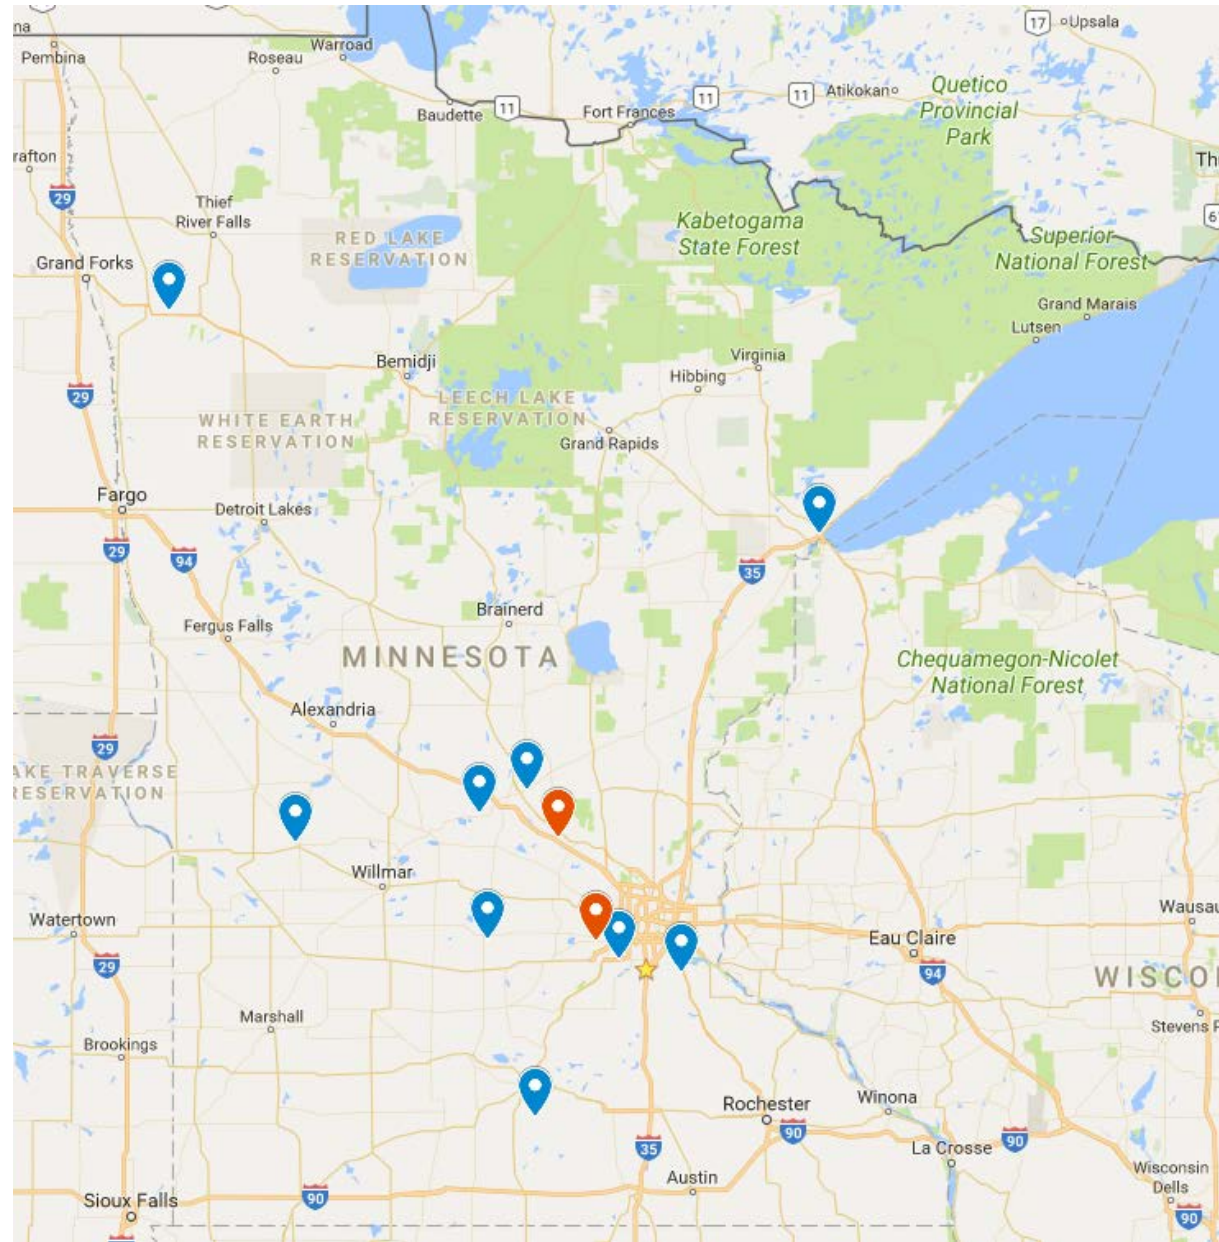 na
Pembina
Roseau
Warroad
17
Upsala
Baudette
11
Fort Frances
11
11
Atikokan
Quetico
Provincial
Park
rafton
29
Thief
River Falls
RED LAKE
RESERVATION
Kabetogama
State Forest
Superior
National Forest
Th
6
Grand Forks
Grand Marais
Lutsen
29
Bemidji
Virginia
Hibbing
LEECH LAKE
RESERVATION
WHITE EARTH
RESERVATION
Grand Rapids
Fargo
Detroit Lakes
29
94
35
Brainerd
Fergus Falls
MINNESOTA
Chequamegon-Nicolet
National Forest
Alexandria
29
AKE TRAVERSE
RESERVATION
Willmar
Watertown
29
Eau Claire
94
Wausau
WISCO
Marshall
Brookings
Stevens P
Rochester
90
Winona
35
La Crosse
90
Austin
Wisconsin
Dells
90
Sioux Falls
90